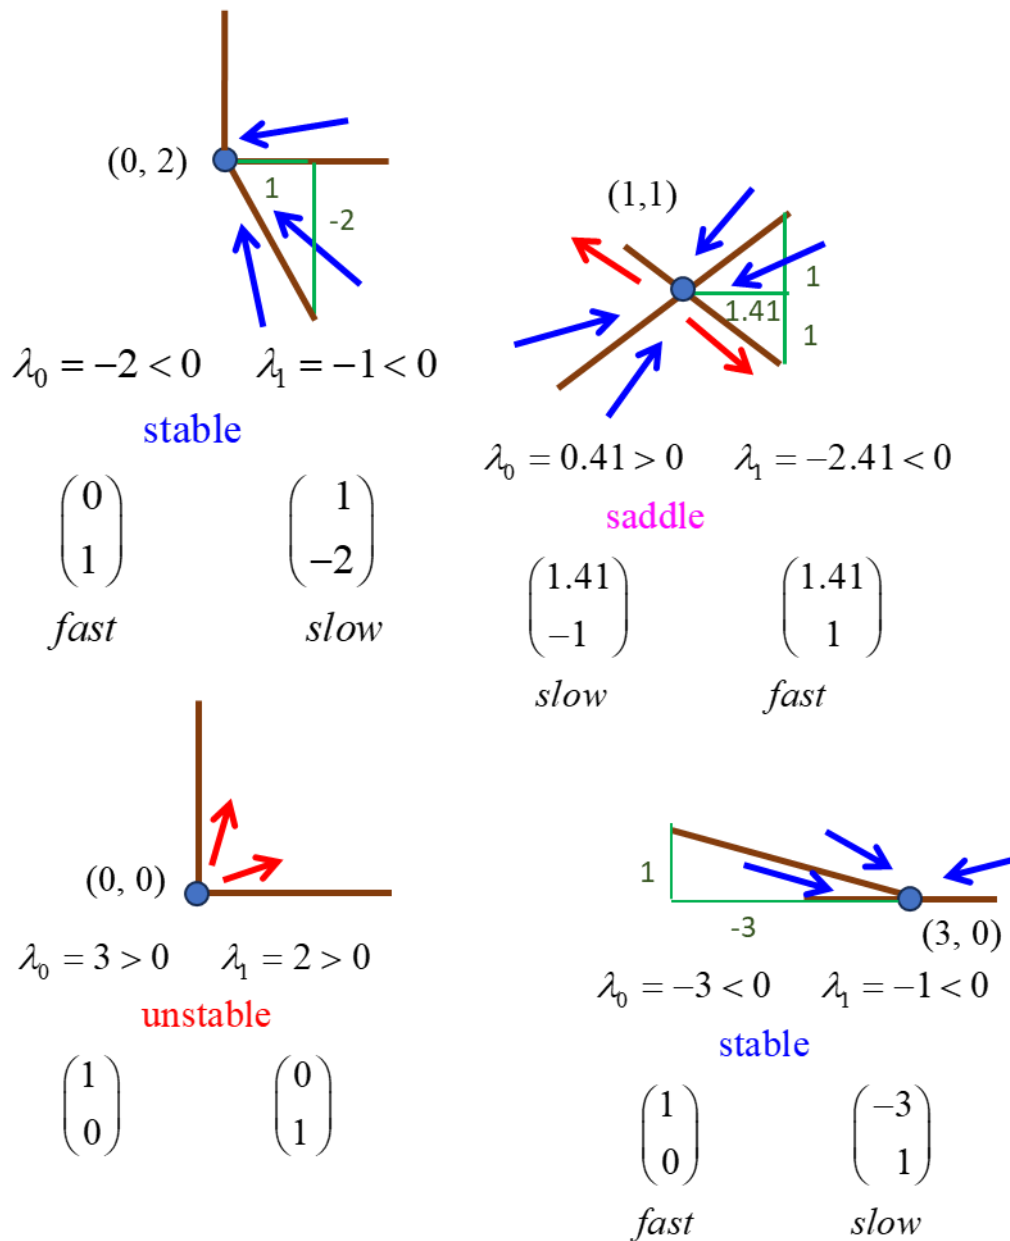 (0, 2)
1
-2
λ₀ = −2 < 0 λ₁ = −1 < 0
stable
(0 1) (1 −2)
fast slow
(1,1)
1
1.41
1
λ₀ = 0.41 > 0 λ₁ = −2.41 < 0
saddle
(1.41 −1) (1.41 1)
slow fast
(0, 0)
λ₀ = 3 > 0 λ₁ = 2 > 0
unstable
(1 0) (0 1)
1
-3
(3, 0)
λ₀ = −3 < 0 λ₁ = −1 < 0
stable
(1 0) (−3 1)
fast slow